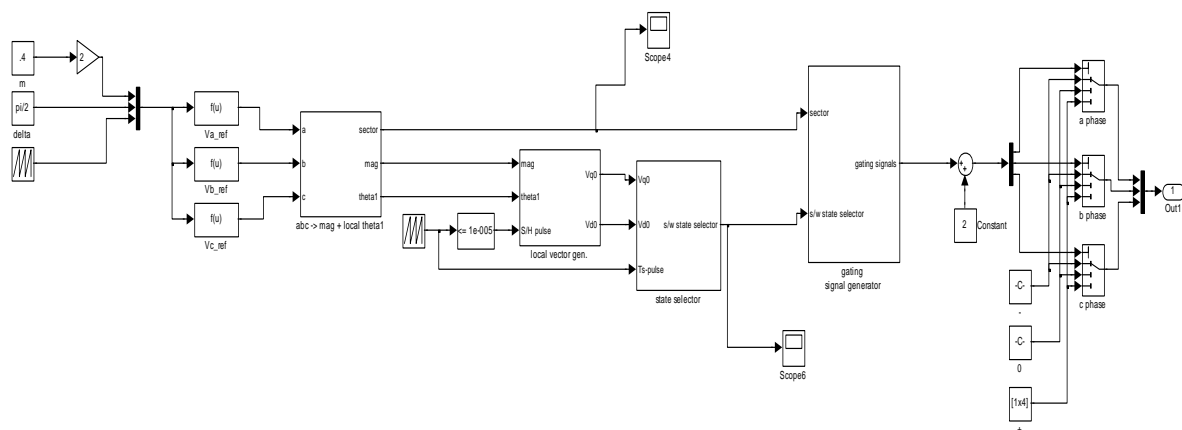 .4
m
2
pi/2
delta
f(u)
Va_ref
f(u)
Vb_ref
f(u)
Vc_ref
a
b
c
sector
mag
theta1
abc -> mag + local theta1
<= 1e-005
mag
theta1
S/H pulse
Vq0
Vd0
local vector gen.
Vq0
Vd0
Ts-pulse
s/w state selector
state selector
Scope4
Scope6
sector
s/w state selector
gating signals
gating
signal generator
+
+
2
Constant
a phase
b phase
c phase
-C-
-
-C-
0
[1x4]
+
1
Out1